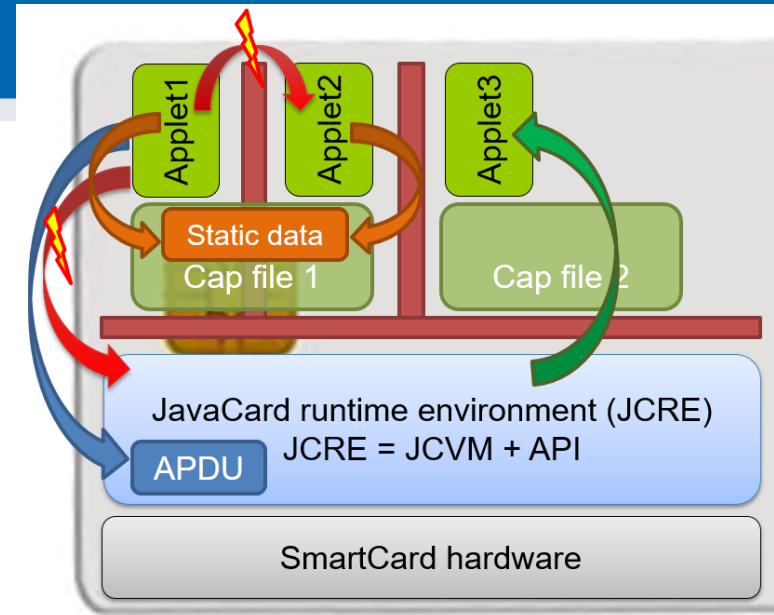 Applet1
Applet2
Applet3
Static data
Cap file 1
Cap file 2
JavaCard runtime environment (JCRE)
JCRE = JCVM + API
APDU
SmartCard hardware